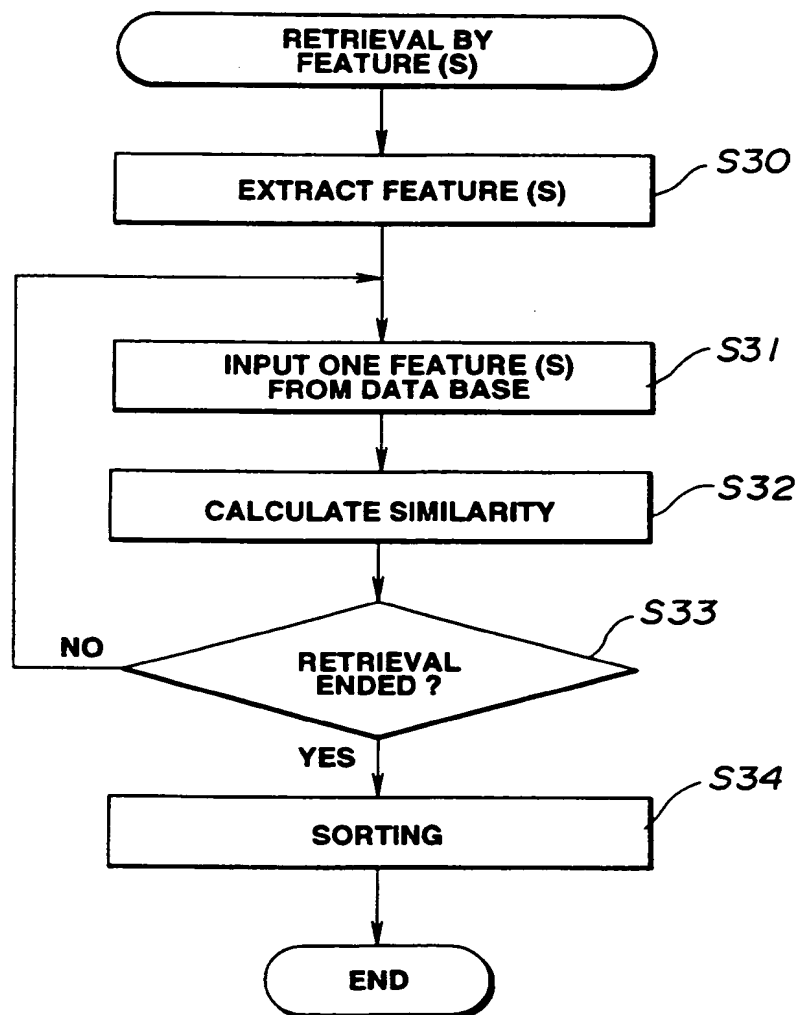 RETRIEVAL BY
FEATURE (S)
S30
EXTRACT FEATURE (S)
S31
INPUT ONE FEATURE (S)
FROM DATA BASE
S32
CALCULATE SIMILARITY
S33
NO
RETRIEVAL
ENDED ?
YES
S34
SORTING
END